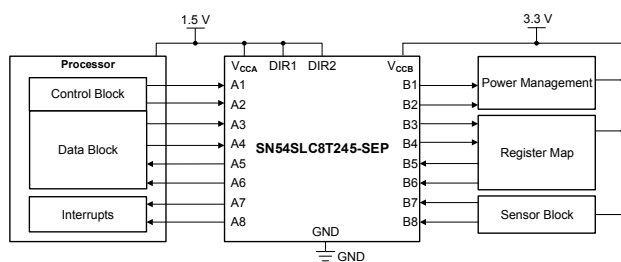 1.5 V
3.3 V
Processor
VCCA DIR1 DIR2 VCCB
Control Block
A1 B1
Power Management
A2 B2
Data Block
A3 B3
SN54SLC8T245-SEP
Register Map
A4 B4
A5 B5
A6 B6
Interrupts
A7 B7
Sensor Block
A8 B8
GND
GND